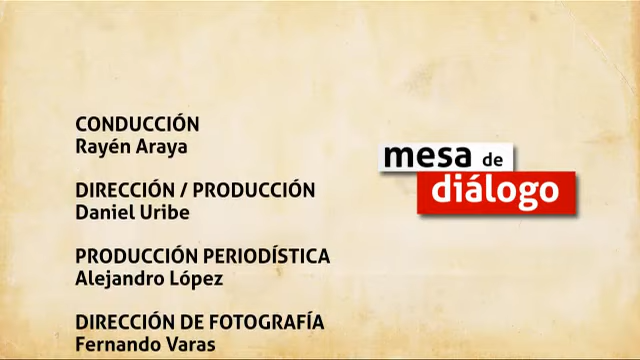 CONDUCCIÓN
Rayén Araya
DIRECCIÓN / PRODUCCIÓN
Daniel Uribe
PRODUCCIÓN PERIODÍSTICA
Alejandro López
DIRECCIÓN DE FOTOGRAFÍA
Fernando Varas
mesa de
diálogo